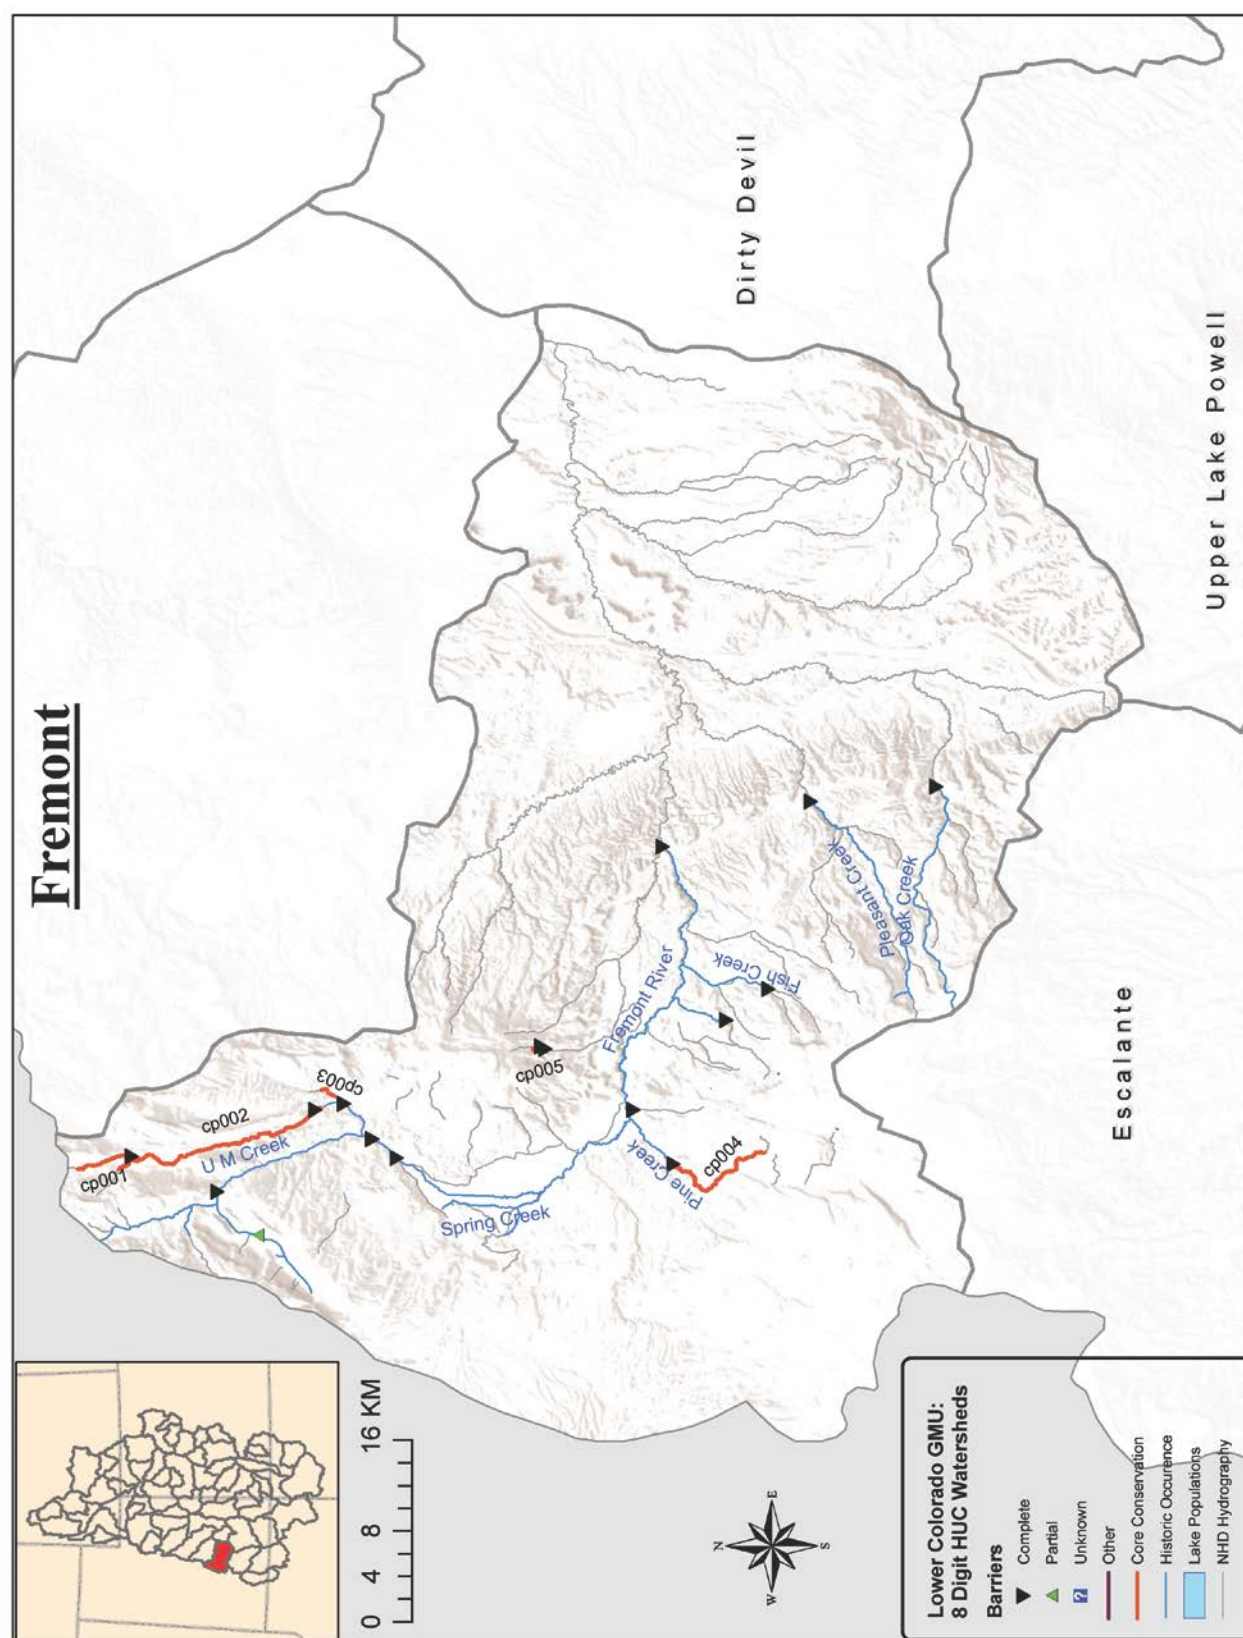 Fremont
Dirty Devil
Upper Lake Powell
Escalante
cp001
cp002
cp003
U M Creek
cp005
Spring Creek
Fremont River
Fish Creek
Pine Creek
cp004
Pleasant Creek
Oak Creek
0 4 8 16 KM
N
E
S
W
Lower Colorado GMU:
8 Digit HUC Watersheds
Barriers
Complete
Partial
? Unknown
Other
Core Conservation
Historic Occurence
Lake Populations
NHD Hydrography